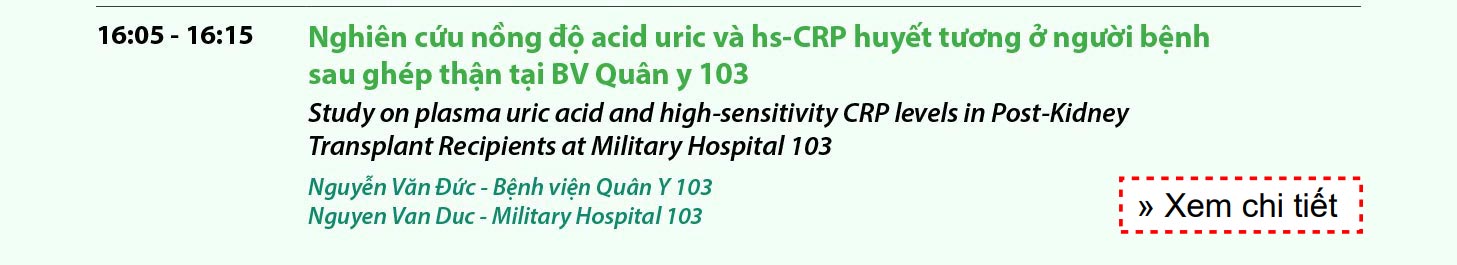 16:05 - 16:15
Nghiên cứu nồng độ acid uric và hs-CRP huyết tương ở người bệnh
sau ghép thận tại BV Quân y 103
Study on plasma uric acid and high-sensitivity CRP levels in Post-Kidney
Transplant Recipients at Military Hospital 103
Nguyễn Văn Đức - Bệnh viện Quân Y 103
Nguyen Van Duc - Military Hospital 103
» Xem chi tiết